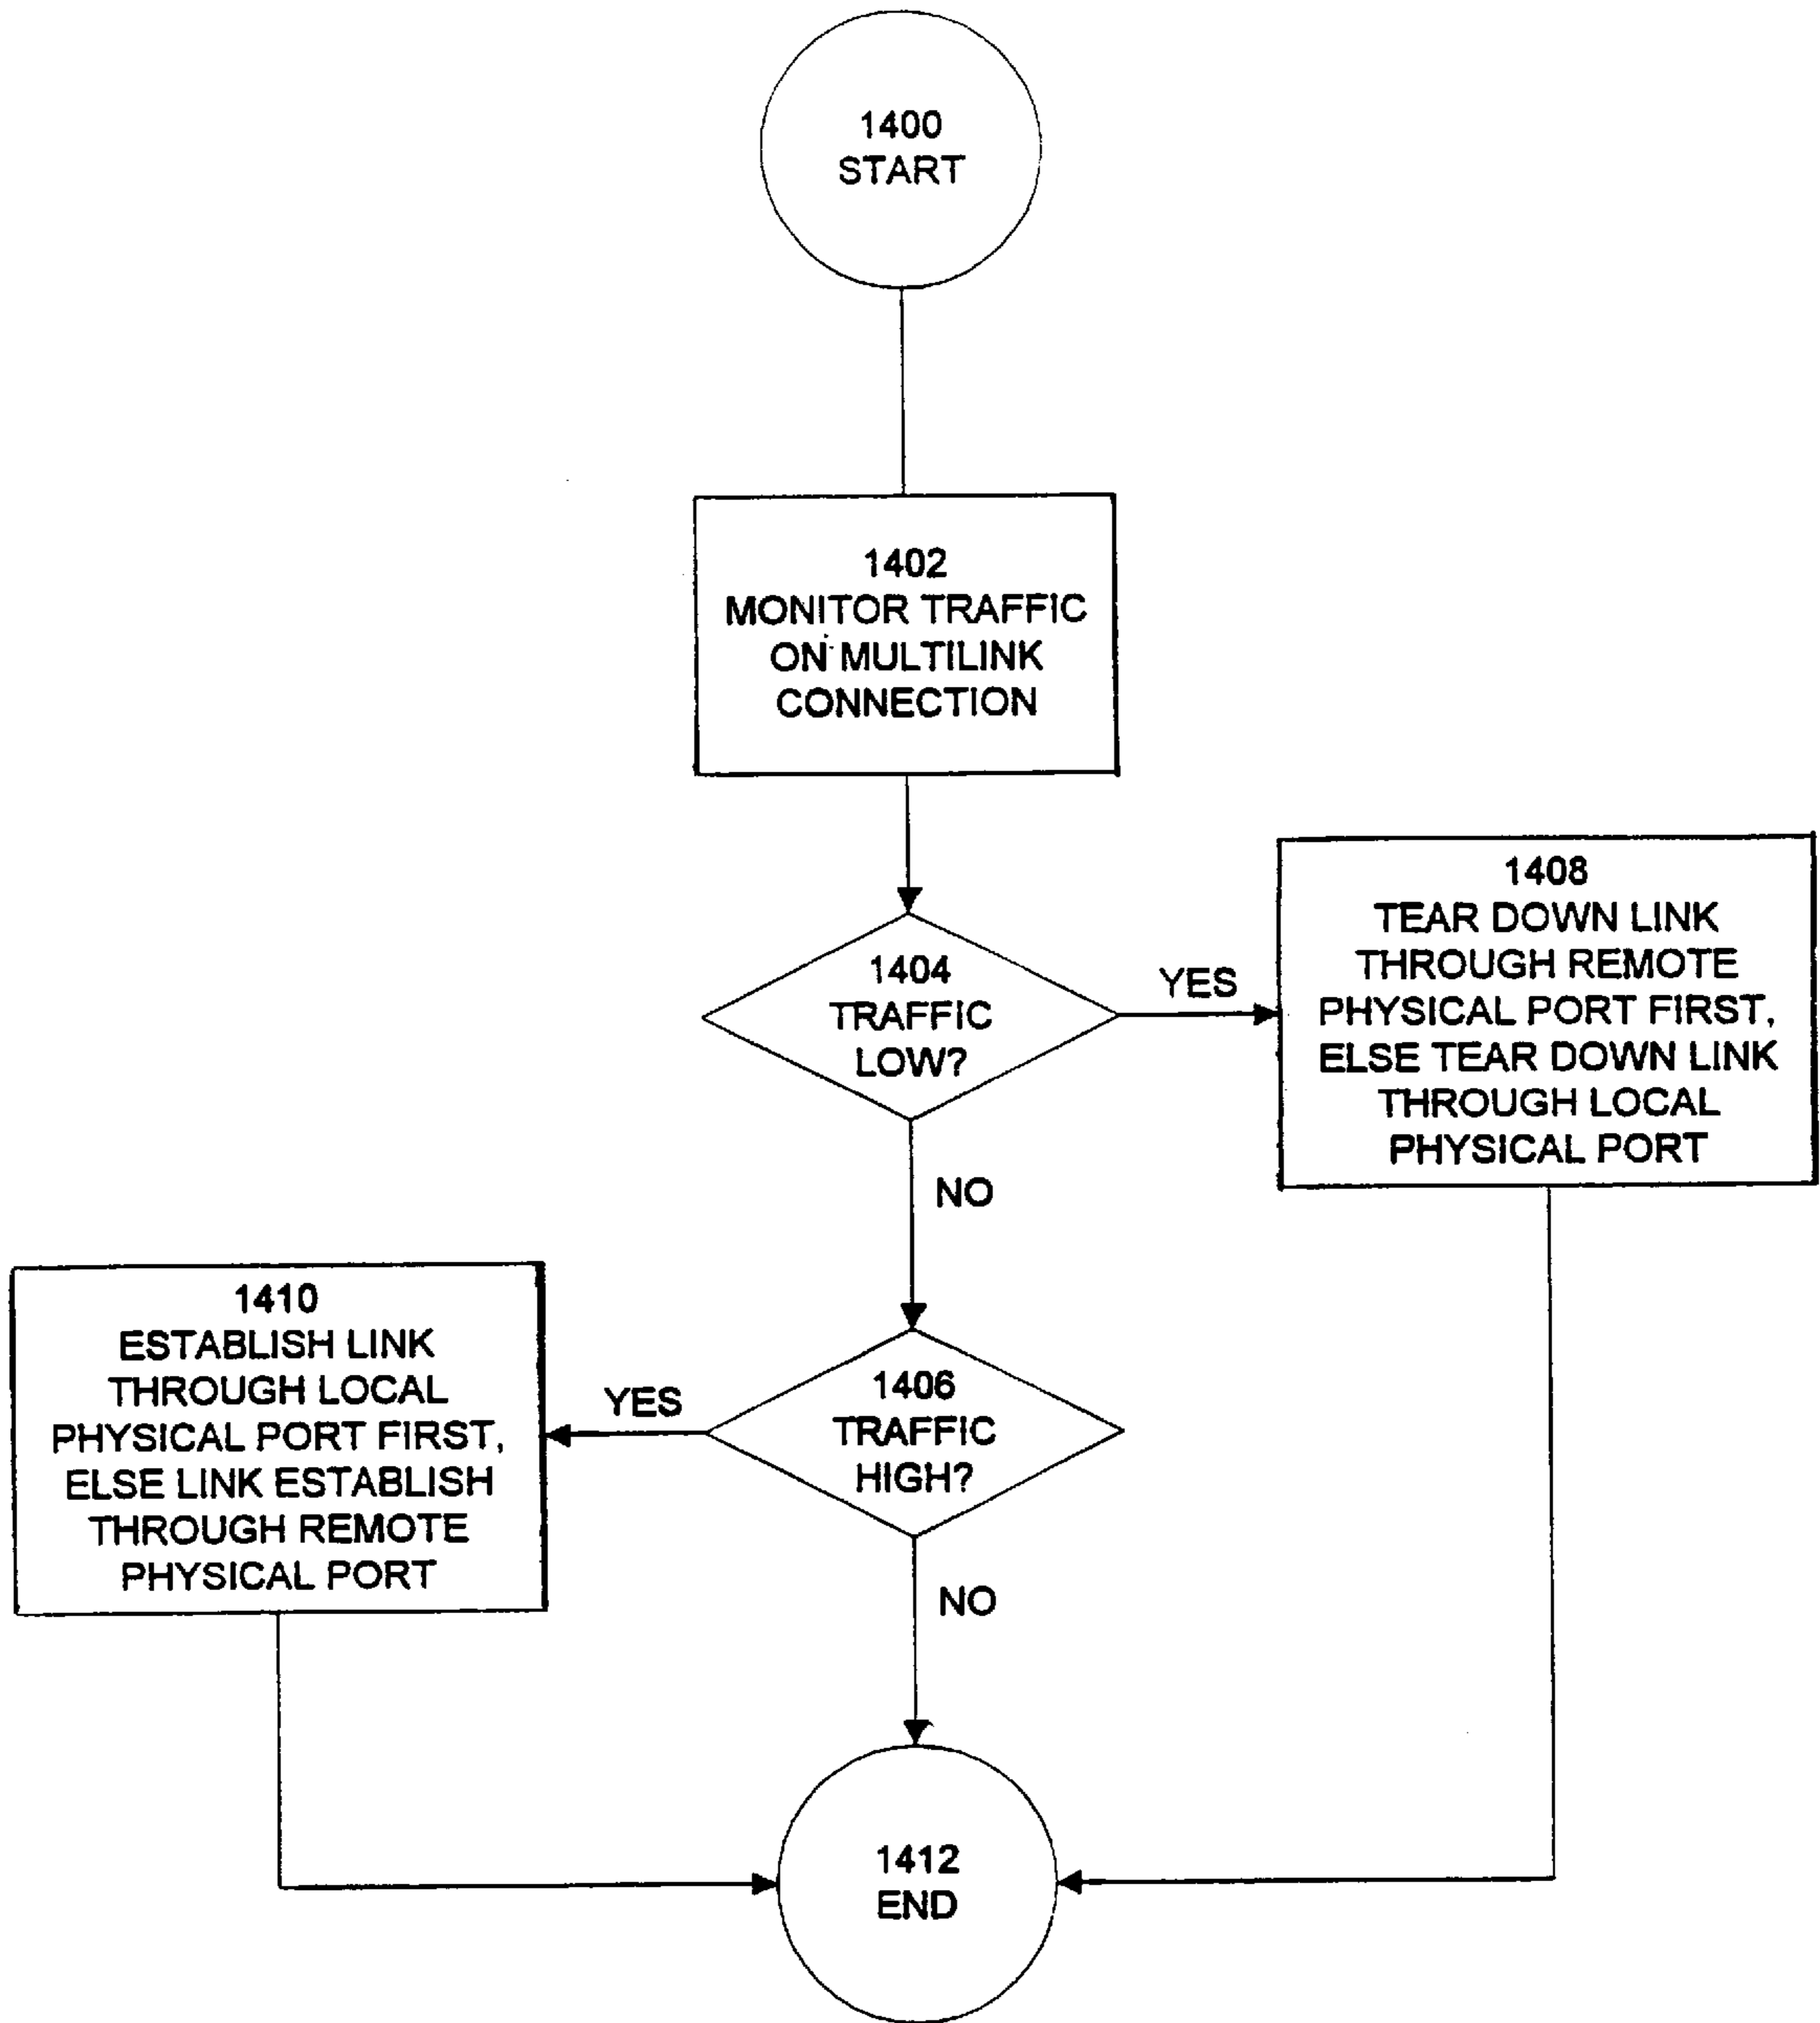 1400
START
1402
MONITOR TRAFFIC
ON MULTILINK
CONNECTION
1404
TRAFFIC
LOW?
YES
1408
TEAR DOWN LINK
THROUGH REMOTE
PHYSICAL PORT FIRST,
ELSE TEAR DOWN LINK
THROUGH LOCAL
PHYSICAL PORT
NO
1406
TRAFFIC
HIGH?
YES
1410
ESTABLISH LINK
THROUGH LOCAL
PHYSICAL PORT FIRST,
ELSE LINK ESTABLISH
THROUGH REMOTE
PHYSICAL PORT
NO
1412
END